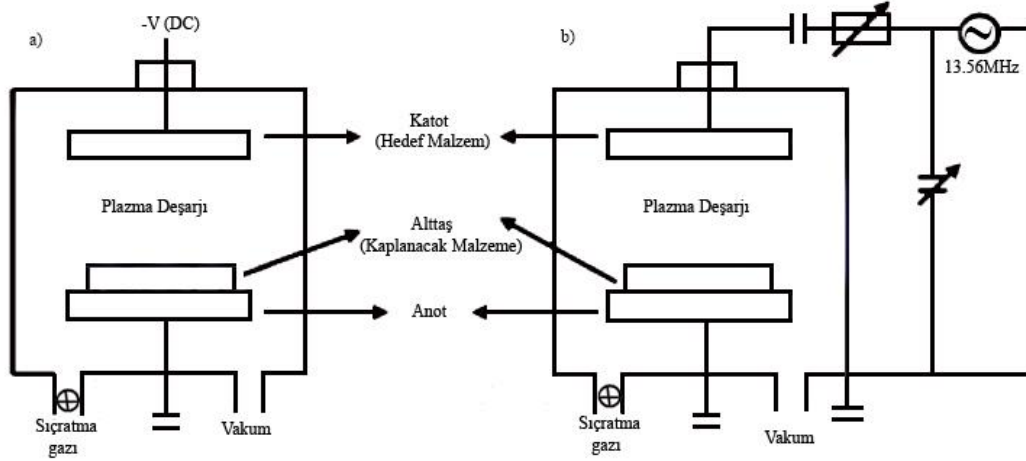 a)
-V (DC)
b)
13.56MHz
Katot
(Hedef Malzem)
Plazma Deşarjı
Plazma Deşarjı
Alttaş
(Kaplanacak Malzeme)
Anot
Sıçratma
gazı
Vakum
Sıçratma
gazı
Vakum